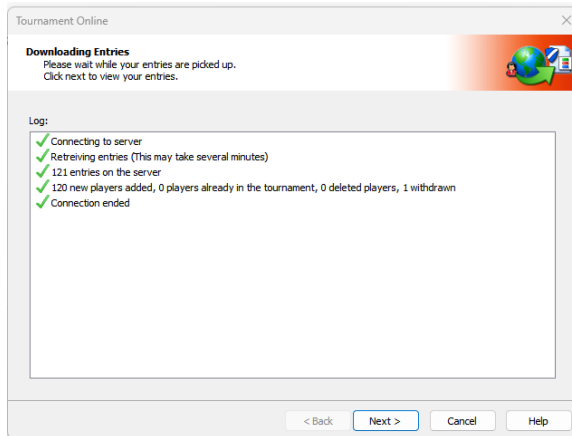 Tournament Online
Downloading Entries
Please wait while your entries are picked up.
Click next to view your entries.
Log:
Connecting to server
Retreiving entries (This may take several minutes)
121 entries on the server
120 new players added, 0 players already in the tournament, 0 deleted players, 1 withdrawn
Connection ended
< Back
Next >
Cancel
Help